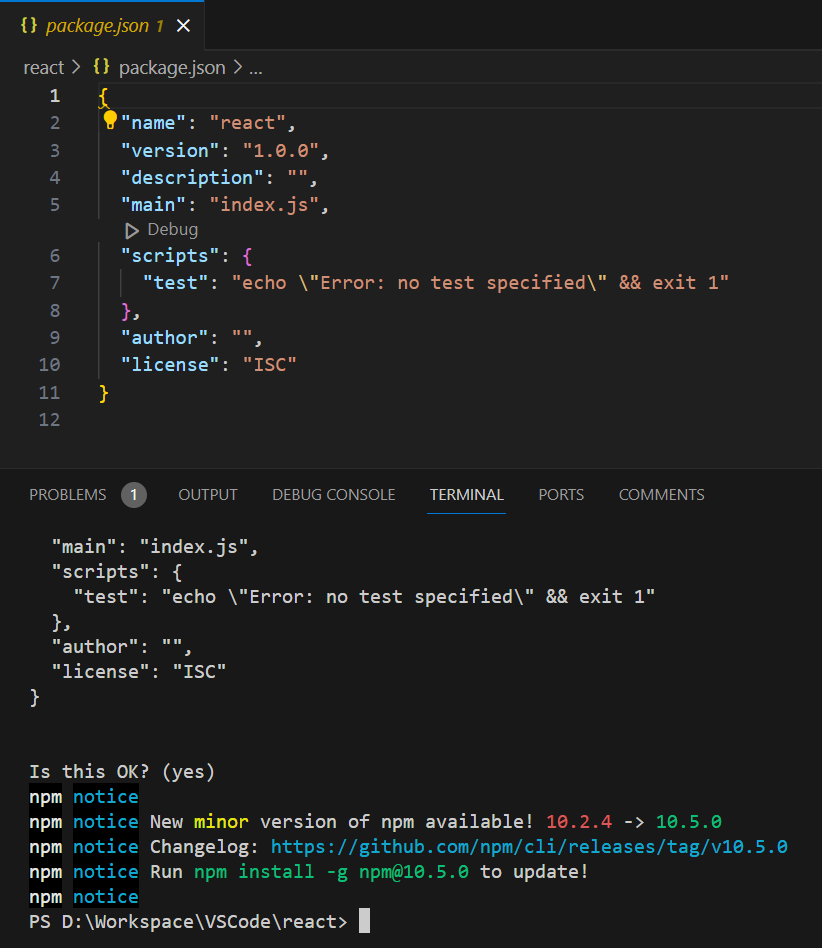 {} package.json 1 ×
react > {} package.json > ...
1 {
2 "name": "react",
3 "version": "1.0.0",
4 "description": "",
5 "main": "index.js",
Debug
6 "scripts": {
7 "test": "echo \"Error: no test specified\" && exit 1"
8 },
9 "author": "",
10 "license": "ISC"
11 }
12
PROBLEMS 1 OUTPUT DEBUG CONSOLE TERMINAL PORTS COMMENTS
"main": "index.js",
"scripts": {
"test": "echo \"Error: no test specified\" && exit 1"
},
"author": "",
"license": "ISC"
}
Is this OK? (yes)
npm notice
npm notice New minor version of npm available! 10.2.4 -> 10.5.0
npm notice Changelog: https://github.com/npm/cli/releases/tag/v10.5.0
npm notice Run npm install -g npm@10.5.0 to update!
npm notice
PS D:\Workspace\VSCode\react>